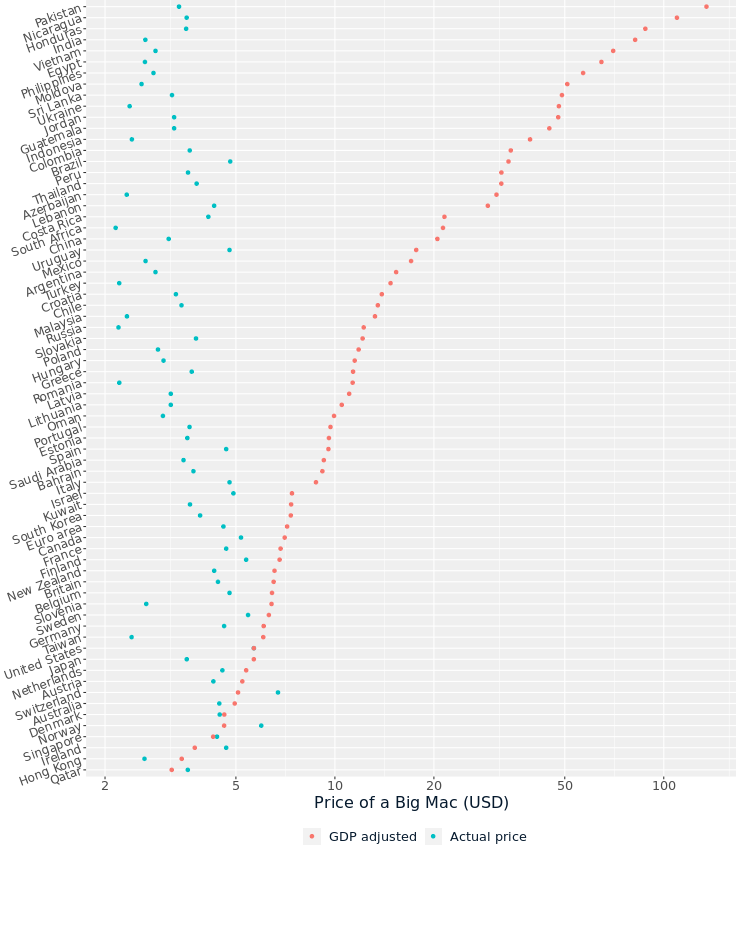 Pakistan
Nicaragua
Honduras
India
Vietnam
Egypt
Philippines
Moldova
Sri Lanka
Ukraine
Jordan
Guatemala
Indonesia
Colombia
Brazil
Peru
Thailand
Azerbaijan
Lebanon
Costa Rica
South Africa
China
Uruguay
Mexico
Argentina
Turkey
Croatia
Chile
Malaysia
Russia
Slovakia
Poland
Hungary
Greece
Romania
Latvia
Lithuania
Oman
Portugal
Estonia
Spain
Saudi Arabia
Bahrain
Italy
Israel
Kuwait
South Korea
Euro area
Canada
France
Finland
New Zealand
Britain
Belgium
Slovenia
Sweden
Germany
Taiwan
United States
Japan
Netherlands
Austria
Switzerland
Australia
Denmark
Norway
Singapore
Ireland
Hong Kong
Qatar
2 5 10 20 50 100
Price of a Big Mac (USD)
GDP adjusted Actual price